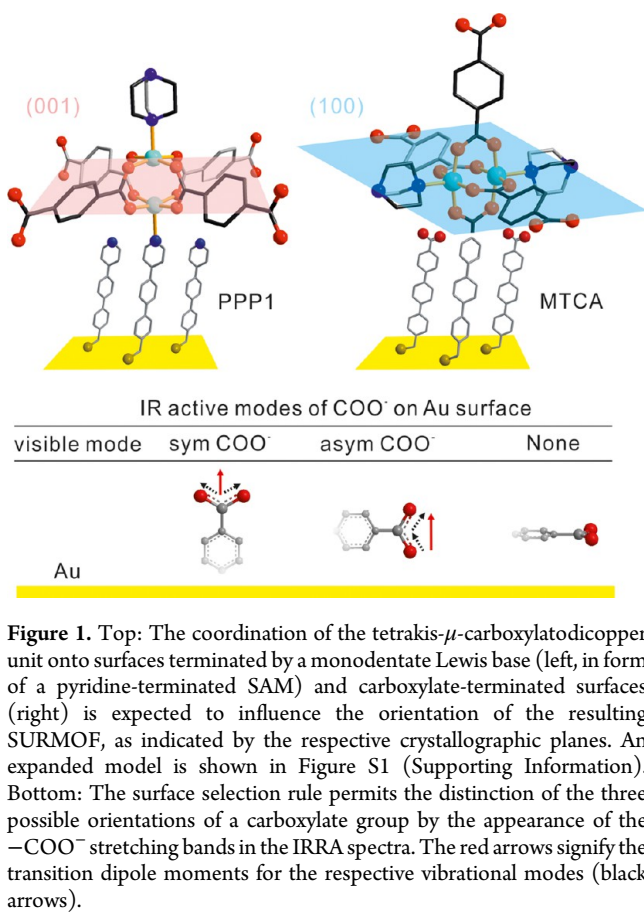 (001)
(100)
PPP1
MTCA
IR active modes of COO⁻ on Au surface
visible mode sym COO⁻ asym COO⁻ None
Au
Figure 1. Top: The coordination of the tetrakis-μ-carboxylatodicopper
unit onto surfaces terminated by a monodentate Lewis base (left, in form
of a pyridine-terminated SAM) and carboxylate-terminated surfaces
(right) is expected to influence the orientation of the resulting
SURMOF, as indicated by the respective crystallographic planes. An
expanded model is shown in Figure S1 (Supporting Information).
Bottom: The surface selection rule permits the distinction of the three
possible orientations of a carboxylate group by the appearance of the
−COO⁻ stretching bands in the IRRA spectra. The red arrows signify the
transition dipole moments for the respective vibrational modes (black
arrows).